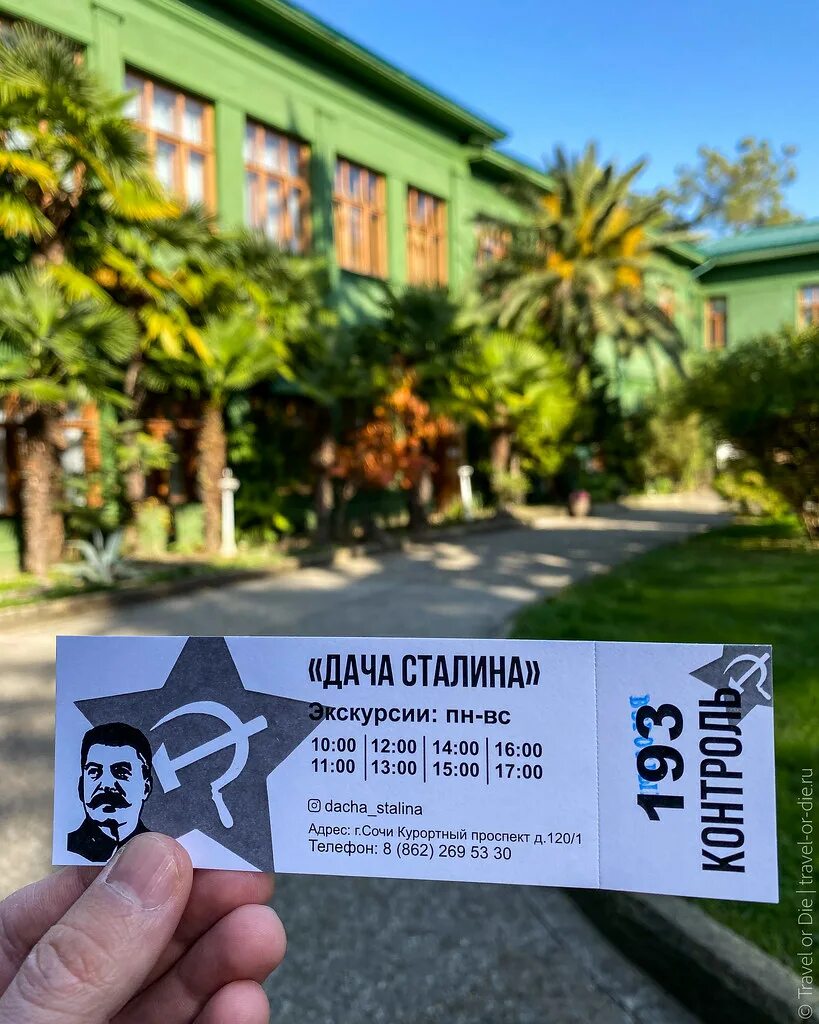 «ДАЧА СТАЛИНА»
Экскурсии: пн-вс
10:00 12:00 14:00 16:00
11:00 13:00 15:00 17:00
dacha_stalina
Адрес: г.Сочи Курортный проспект д.120/1
Телефон: 8 (862) 269 53 30
193
КОНТРОЛЬ
© Travel or Die | travel-or-die.ru